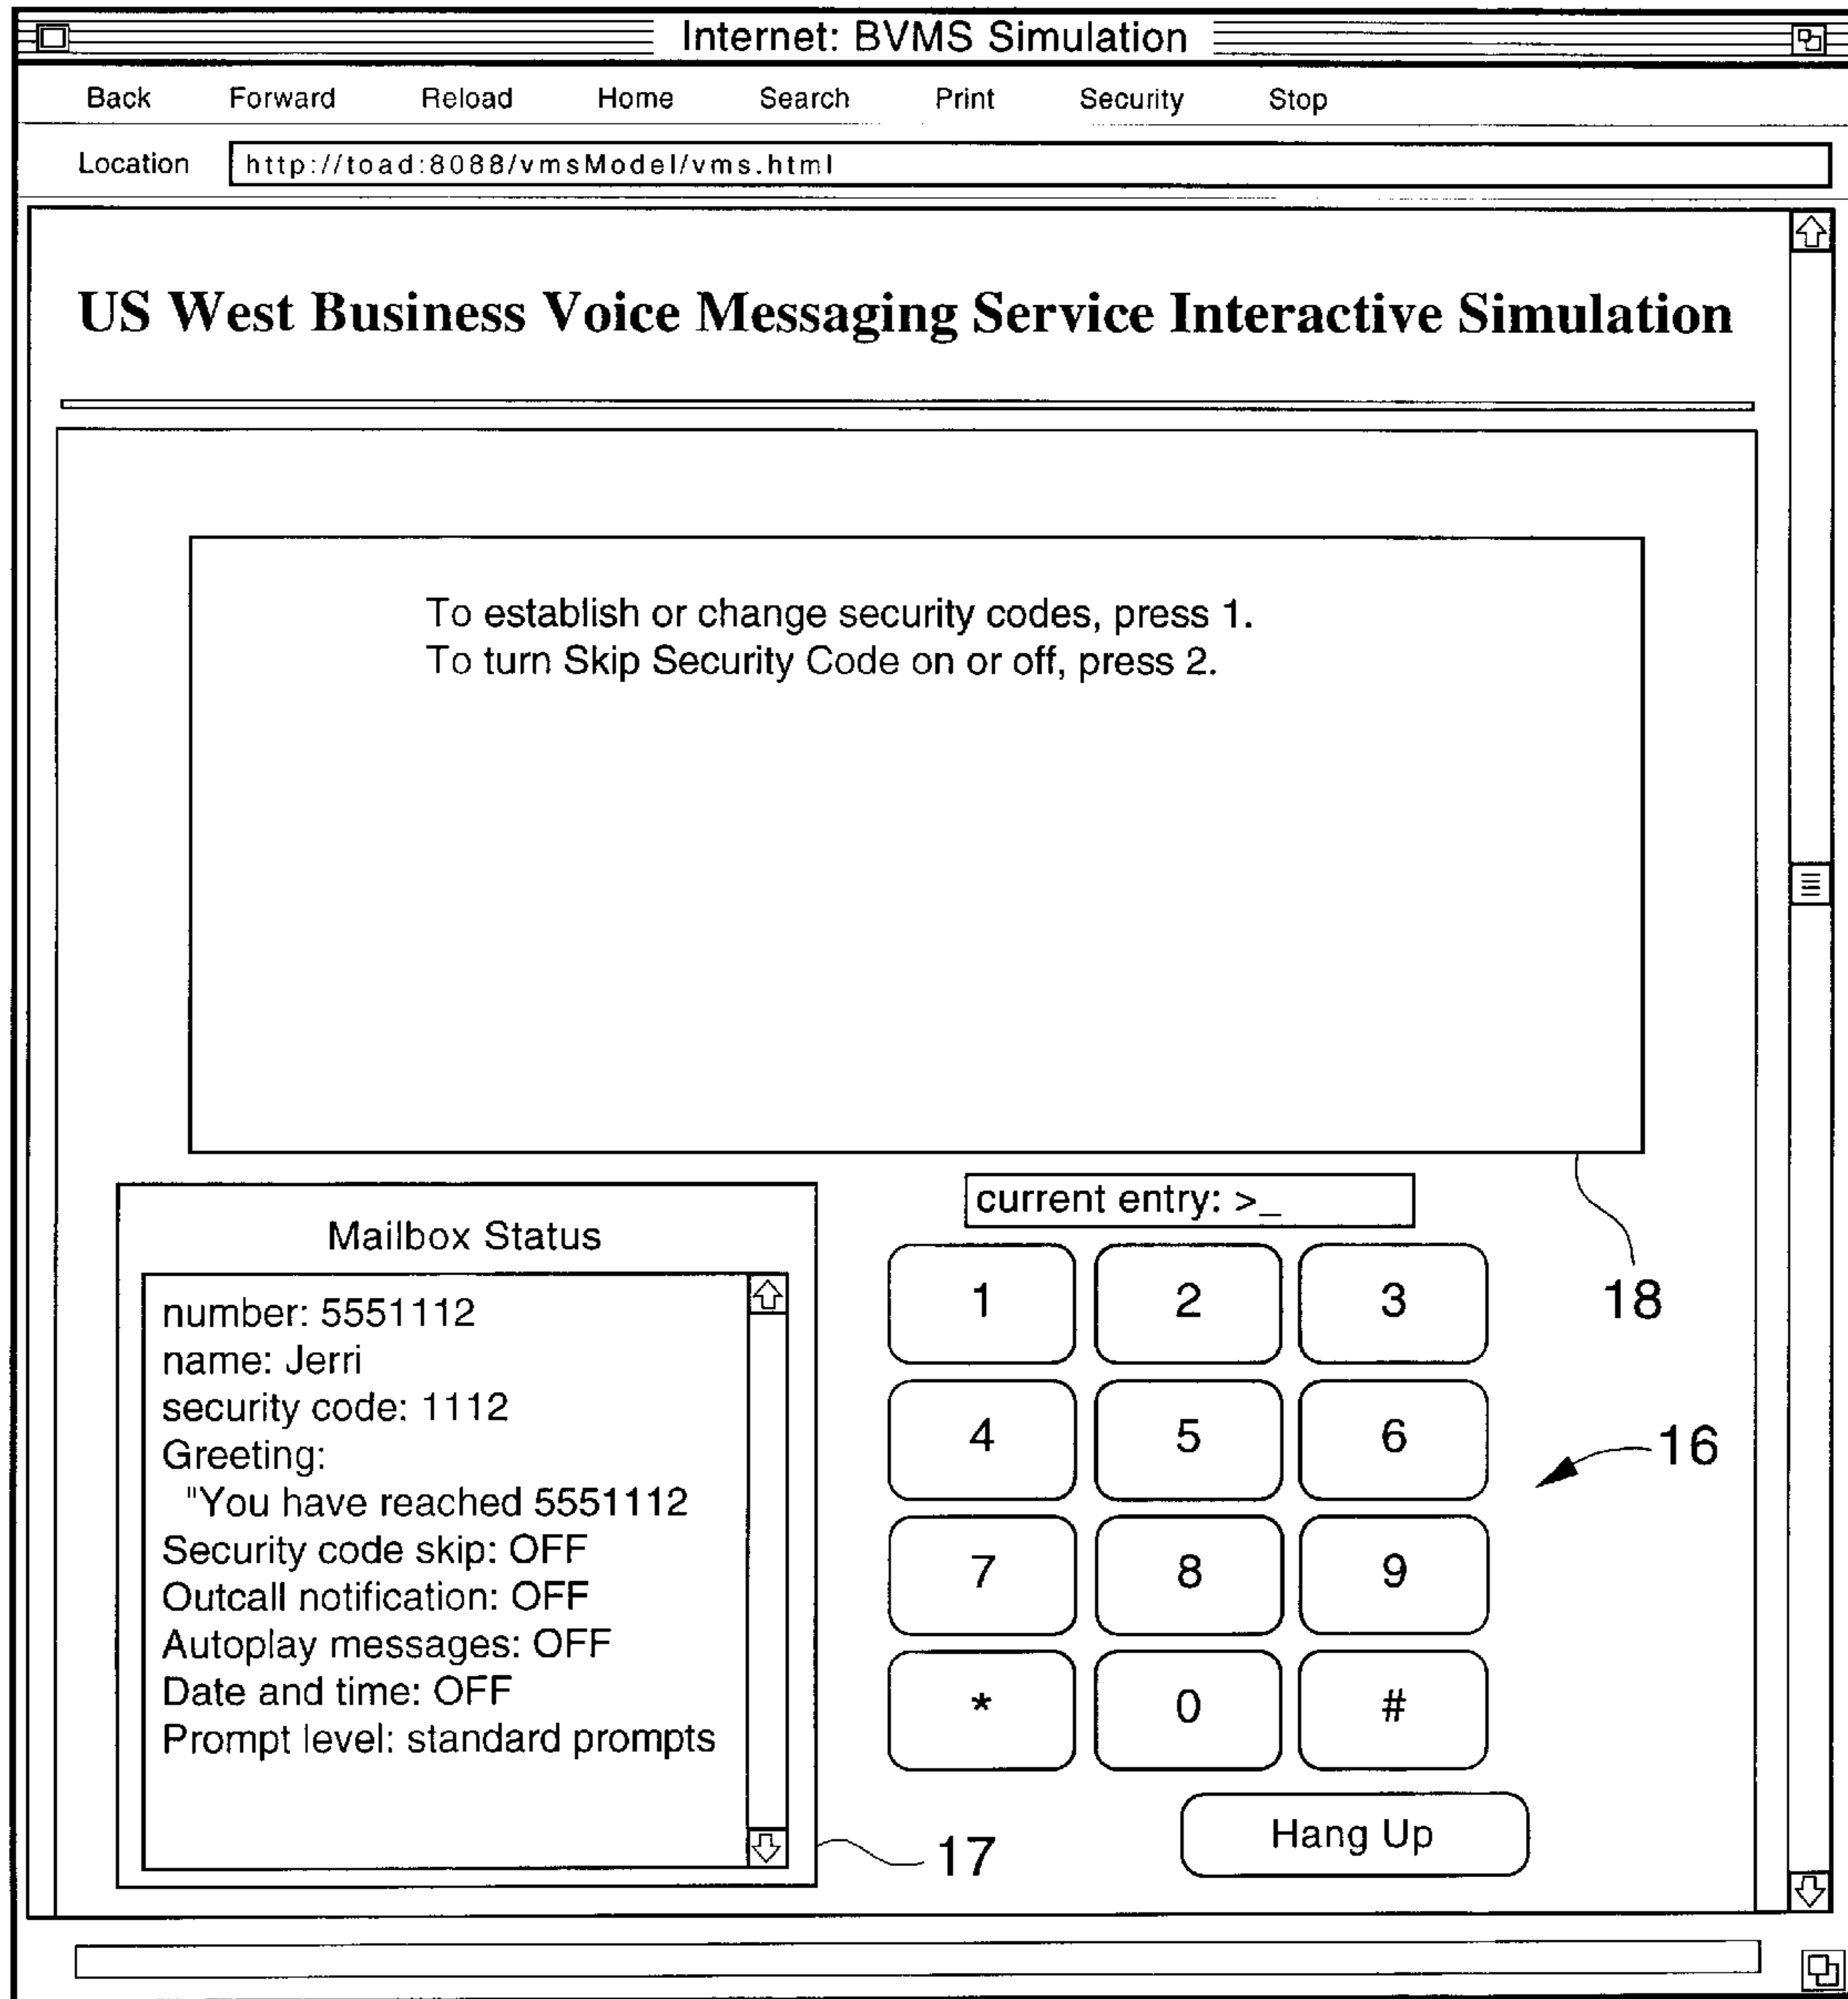 Internet: BVMS Simulation
Back Forward Reload Home Search Print Security Stop
Location http://toad:8088/vmsModel/vms.html
US West Business Voice Messaging Service Interactive Simulation
To establish or change security codes, press 1.
To turn Skip Security Code on or off, press 2.
18
Mailbox Status
number: 5551112
name: Jerri
security code: 1112
Greeting:
"You have reached 5551112
Security code skip: OFF
Outcall notification: OFF
Autoplay messages: OFF
Date and time: OFF
Prompt level: standard prompts
17
current entry: >_
1 2 3
4 5 6
7 8 9
* 0 #
16
Hang Up